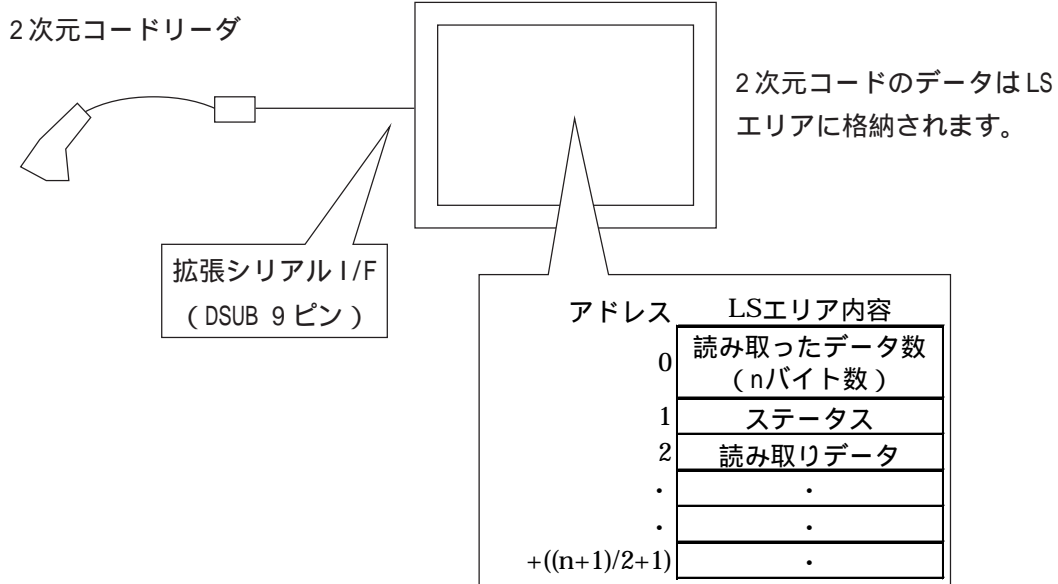 2次元コードリーダ
2次元コードのデータはLS
エリアに格納されます。
拡張シリアルI/F
(DSUB 9ピン)
アドレス LSエリア内容
0 読み取ったデータ数
(nバイト数)
1 ステータス
2 読み取りデータ
・ ・
・ ・
+((n+1)/2+1) ・